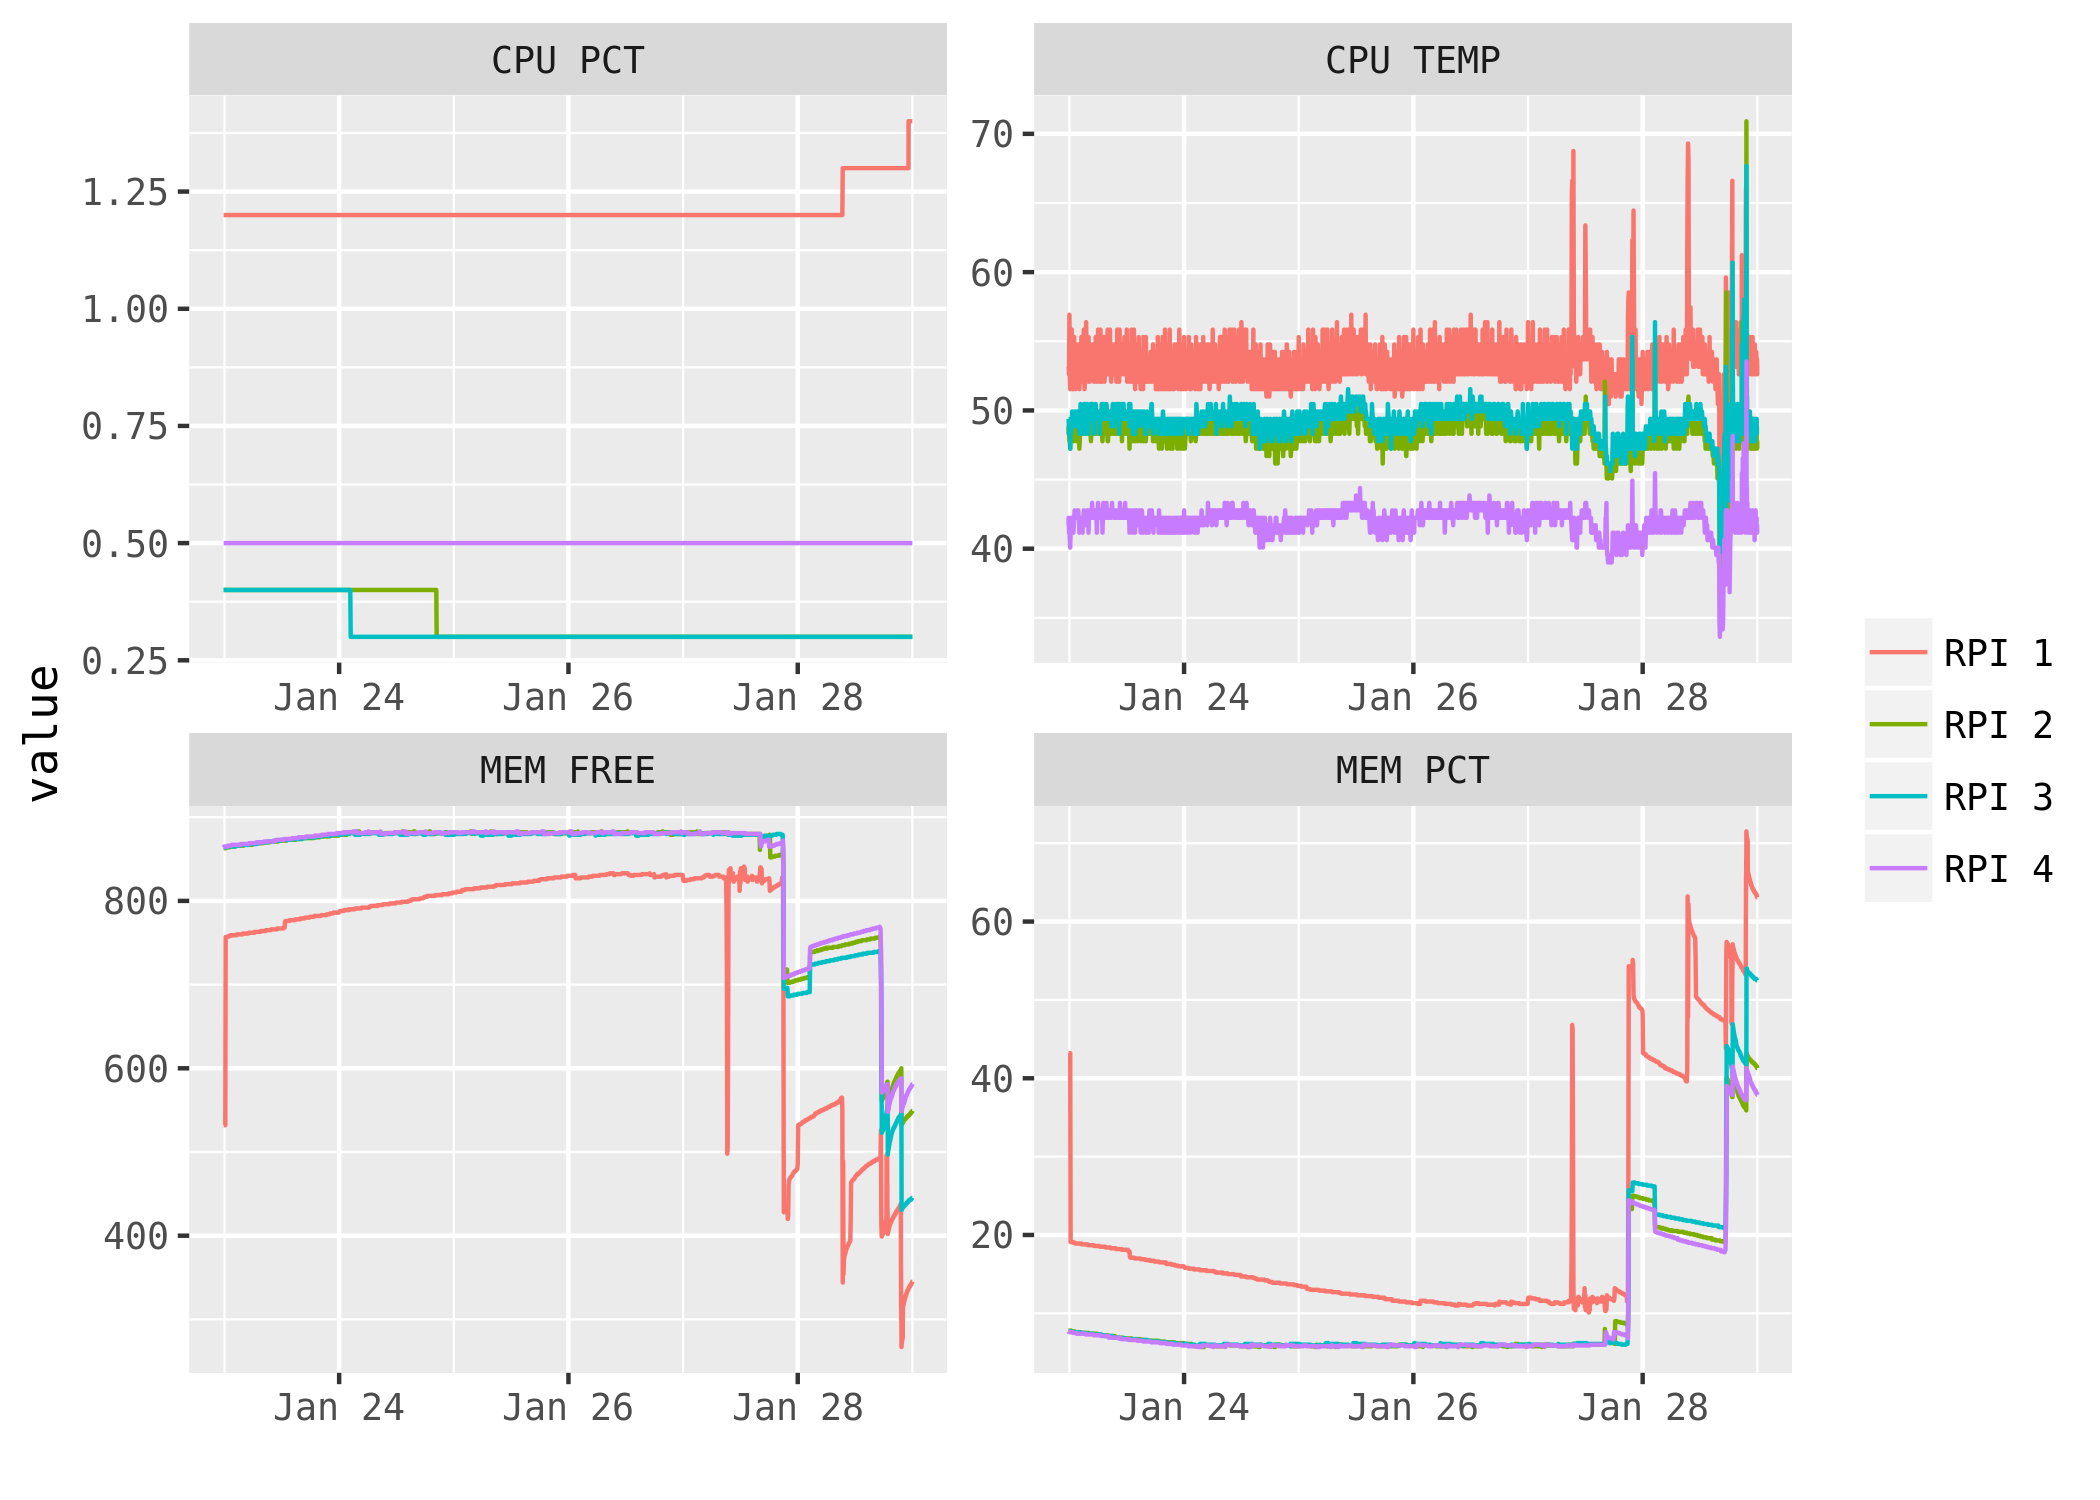 CPU PCT
CPU TEMP
1.25
1.00
0.75
0.50
0.25
Jan 24
Jan 26
Jan 28
70
60
50
40
Jan 24
Jan 26
Jan 28
value
MEM FREE
MEM PCT
800
600
400
Jan 24
Jan 26
Jan 28
60
40
20
Jan 24
Jan 26
Jan 28
RPI 1
RPI 2
RPI 3
RPI 4